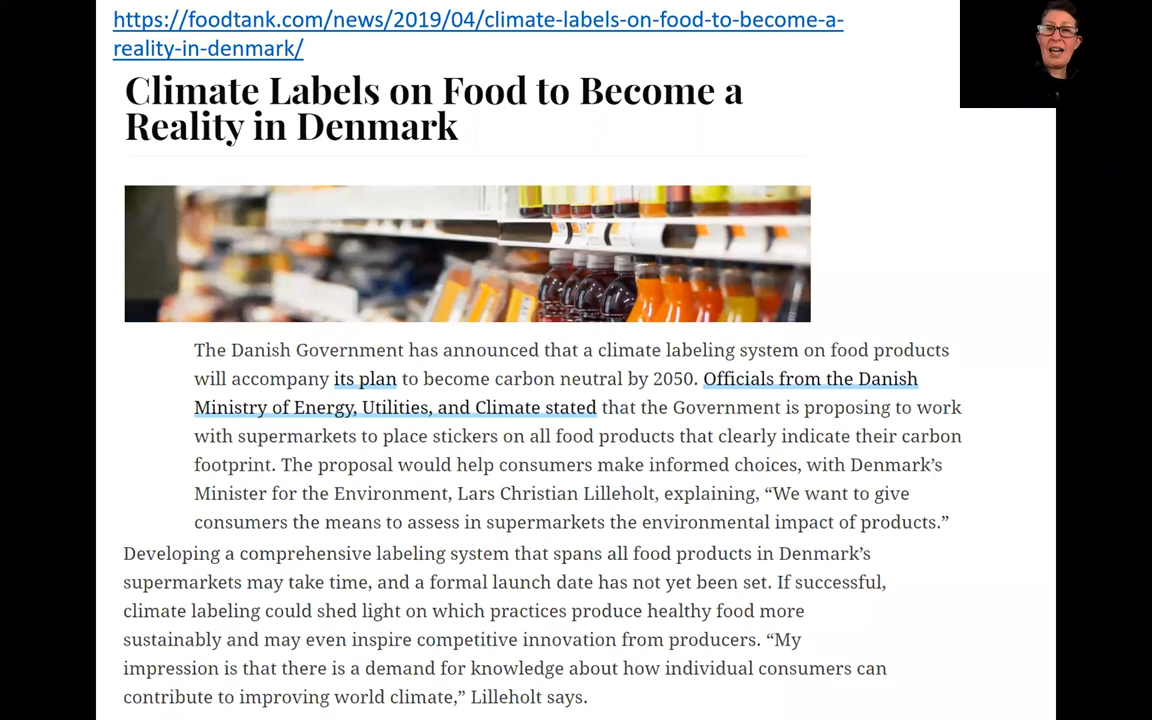 https://foodtank.com/news/2019/04/climate-labels-on-food-to-become-a-
reality-in-denmark/
Climate Labels on Food to Become a
Reality in Denmark
The Danish Government has announced that a climate labeling system on food products
will accompany its plan to become carbon neutral by 2050. Officials from the Danish
Ministry of Energy, Utilities, and Climate stated that the Government is proposing to work
with supermarkets to place stickers on all food products that clearly indicate their carbon
footprint. The proposal would help consumers make informed choices, with Denmark’s
Minister for the Environment, Lars Christian Lilleholt, explaining, “We want to give
consumers the means to assess in supermarkets the environmental impact of products.”
Developing a comprehensive labeling system that spans all food products in Denmark’s
supermarkets may take time, and a formal launch date has not yet been set. If successful,
climate labeling could shed light on which practices produce healthy food more
sustainably and may even inspire competitive innovation from producers. “My
impression is that there is a demand for knowledge about how individual consumers can
contribute to improving world climate,” Lilleholt says.